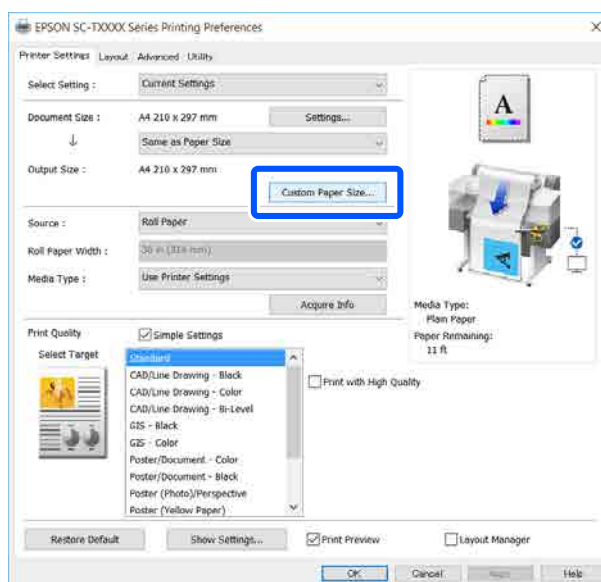 EPSON SC-TXXXX Series Printing Preferences
Printer Settings Layout Advanced Utility
Select Setting : Current Settings
Document Size : A4 210 x 297 mm Settings...
Same as Paper Size
Output Size : A4 210 x 297 mm
Custom Paper Size...
Source : Roll Paper
Roll Paper Width : 36 in (914 mm)
Media Type : Use Printer Settings
Acquire Info
A
Media Type:
Plain Paper
Paper Remaining:
11 ft
Print Quality Simple Settings
Select Target
Standard
CAD/Line Drawing - Black
CAD/Line Drawing - Color
CAD/Line Drawing - Bi-Level
GIS - Black
GIS - Color
Poster/Document - Color
Poster/Document - Black
Poster (Photo)/Perspective
Poster (Yellow Paper)
Print with High Quality
Restore Default Show Settings... Print Preview Layout Manager
OK Cancel Apply Help